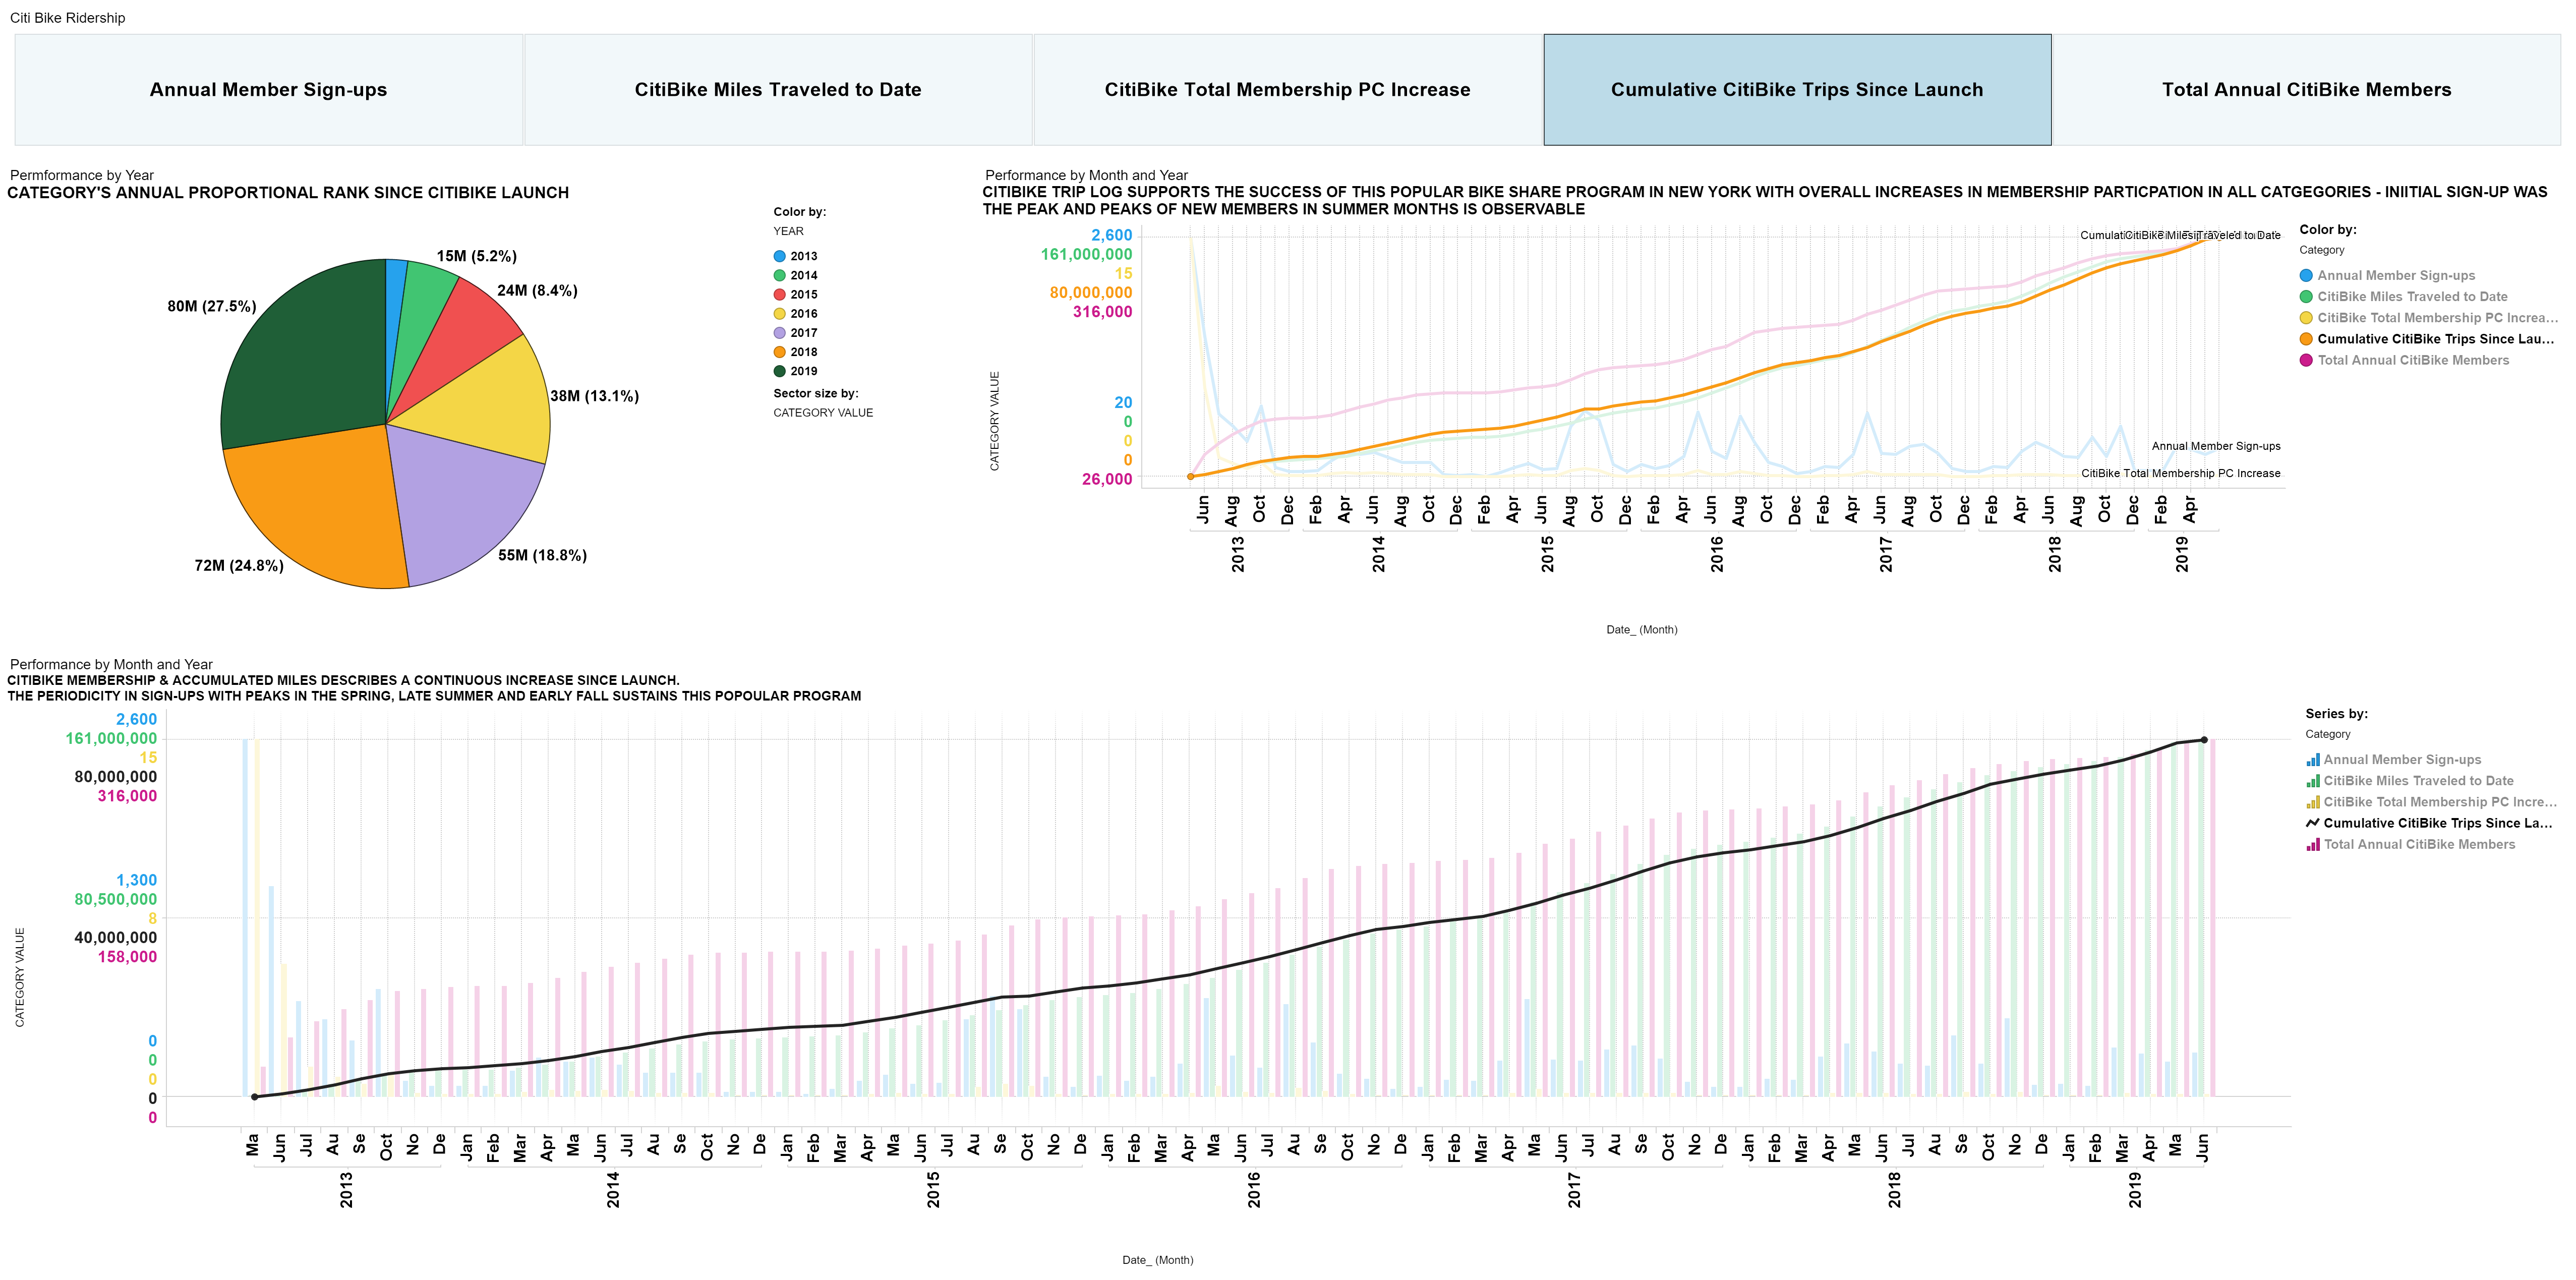 Citi Bike Ridership
Annual Member Sign-ups
CitiBike Miles Traveled to Date
CitiBike Total Membership PC Increase
Cumulative CitiBike Trips Since Launch
Total Annual CitiBike Members
Permformance by Year
CATEGORY'S ANNUAL PROPORTIONAL RANK SINCE CITIBIKE LAUNCH
15M (5.2%)
24M (8.4%)
38M (13.1%)
55M (18.8%)
72M (24.8%)
80M (27.5%)
Color by:
YEAR
2013
2014
2015
2016
2017
2018
2019
Sector size by:
CATEGORY VALUE
Performance by Month and Year
CITIBIKE TRIP LOG SUPPORTS THE SUCCESS OF THIS POPULAR BIKE SHARE PROGRAM IN NEW YORK WITH OVERALL INCREASES IN MEMBERSHIP PARTICPATION IN ALL CATGEGORIES - INIITIAL SIGN-UP WAS
THE PEAK AND PEAKS OF NEW MEMBERS IN SUMMER MONTHS IS OBSERVABLE
2,600
161,000,000
15
80,000,000
316,000
20
0
0
0
26,000
CATEGORY VALUE
CitiBike Miles Traveled to Date
Annual Member Sign-ups
CitiBike Total Membership PC Increase
Jun Aug Oct Dec Feb Apr Jun Aug Oct Dec Feb Apr Jun Aug Oct Dec Feb Apr Jun Aug Oct Dec Feb Apr Jun Aug Oct Dec Feb Apr Jun Aug Oct Dec Feb Apr
2013 2014 2015 2016 2017 2018 2019
Date_ (Month)
Color by:
Category
Annual Member Sign-ups
CitiBike Miles Traveled to Date
CitiBike Total Membership PC Increa...
Cumulative CitiBike Trips Since Lau...
Total Annual CitiBike Members
Performance by Month and Year
CITIBIKE MEMBERSHIP & ACCUMULATED MILES DESCRIBES A CONTINUOUS INCREASE SINCE LAUNCH.
THE PERIODICITY IN SIGN-UPS WITH PEAKS IN THE SPRING, LATE SUMMER AND EARLY FALL SUSTAINS THIS POPOULAR PROGRAM
2,600
161,000,000
15
80,000,000
316,000
1,300
80,500,000
8
40,000,000
158,000
0
0
0
0
0
CATEGORY VALUE
Ma Jun Jul Au Se Oct No De Jan Feb Mar Apr Ma Jun Jul Au Se Oct No De Jan Feb Mar Apr Ma Jun Jul Au Se Oct No De Jan Feb Mar Apr Ma Jun Jul Au Se Oct No De Jan Feb Mar Apr Ma Jun Jul Au Se Oct No De Jan Feb Mar Apr Ma Jun Jul Au Se Oct No De Jan Feb Mar Apr Ma Jun
2013 2014 2015 2016 2017 2018 2019
Date_ (Month)
Series by:
Category
Annual Member Sign-ups
CitiBike Miles Traveled to Date
CitiBike Total Membership PC Incre...
Cumulative CitiBike Trips Since La...
Total Annual CitiBike Members